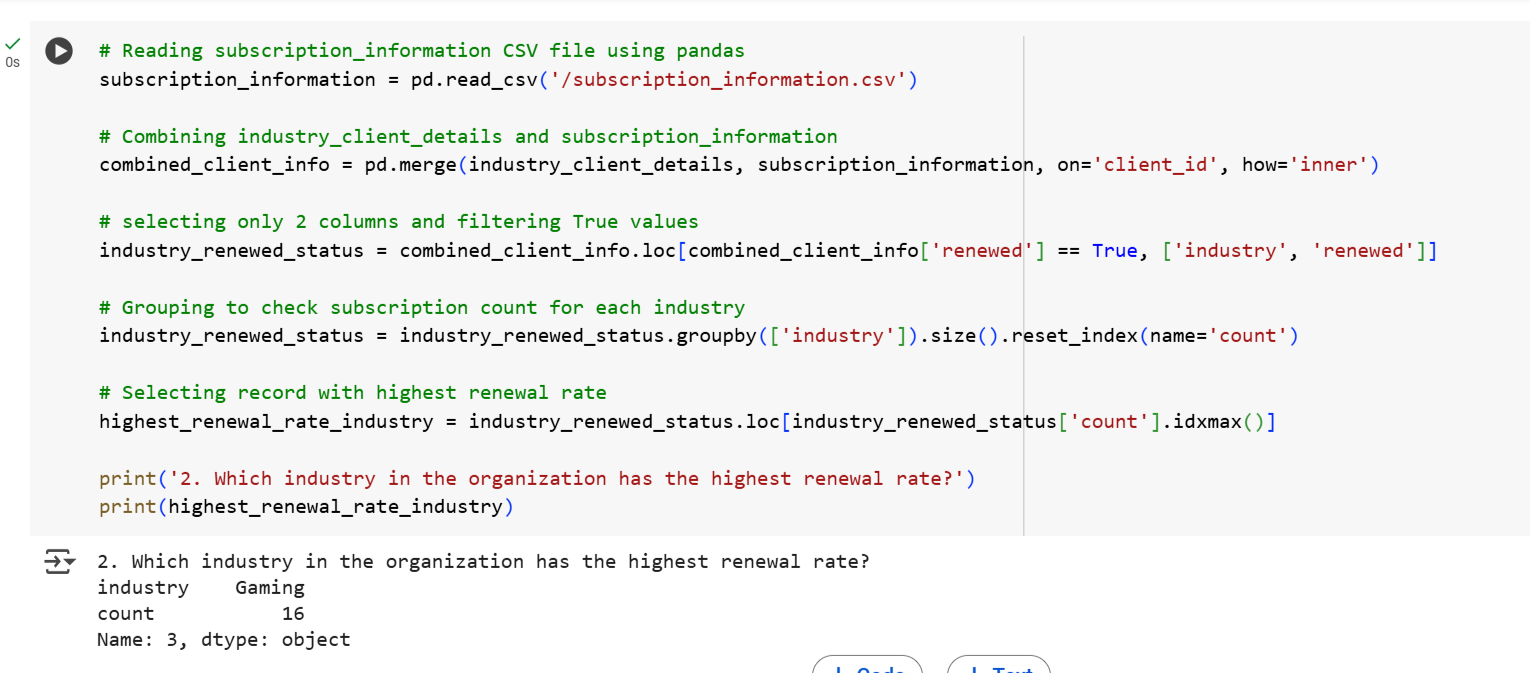 # Reading subscription_information CSV file using pandas
0s
subscription_information = pd.read_csv('/subscription_information.csv')
# Combining industry_client_details and subscription_information
combined_client_info = pd.merge(industry_client_details, subscription_information, on='client_id', how='inner')
# selecting only 2 columns and filtering True values
industry_renewed_status = combined_client_info.loc[combined_client_info['renewed'] == True, ['industry', 'renewed']]
# Grouping to check subscription count for each industry
industry_renewed_status = industry_renewed_status.groupby(['industry']).size().reset_index(name='count')
# Selecting record with highest renewal rate
highest_renewal_rate_industry = industry_renewed_status.loc[industry_renewed_status['count'].idxmax()]
print('2. Which industry in the organization has the highest renewal rate?')
print(highest_renewal_rate_industry)
2. Which industry in the organization has the highest renewal rate?
industry    Gaming
count           16
Name: 3, dtype: object
+ Code + Text